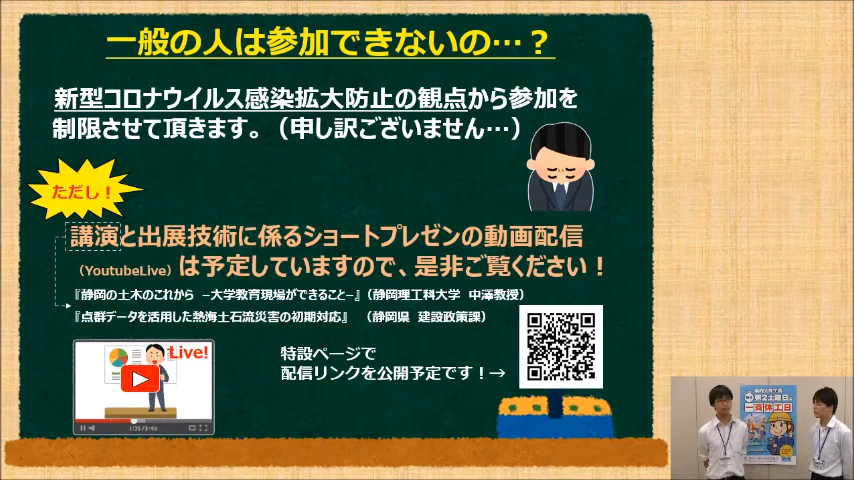 一般の人は参加できないの…？
新型コロナウイルス感染拡大防止の観点から参加を
制限させて頂きます。（申し訳ございません…）
ただし！
講演と出展技術に係るショートプレゼンの動画配信
（YoutubeLive）は予定していますので、是非ご覧ください！
『静岡の土木のこれから －大学教育現場ができること－』（静岡理工科大学 中澤教授）
『点群データを活用した熱海土石流災害の初期対応』 （静岡県 建設政策課）
Live!
特設ページで
配信リンクを公開予定です！→
第2土曜日は
一斉休工日